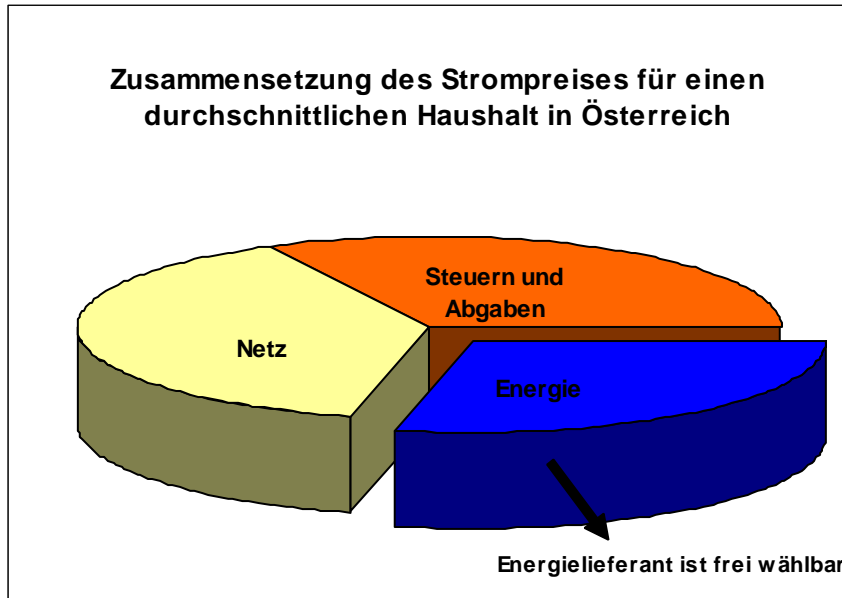 Zusammensetzung des Strompreises für einen
durchschnittlichen Haushalt in Österreich
Steuern und
Abgaben
Netz
Energie
Energielieferant ist frei wählbar